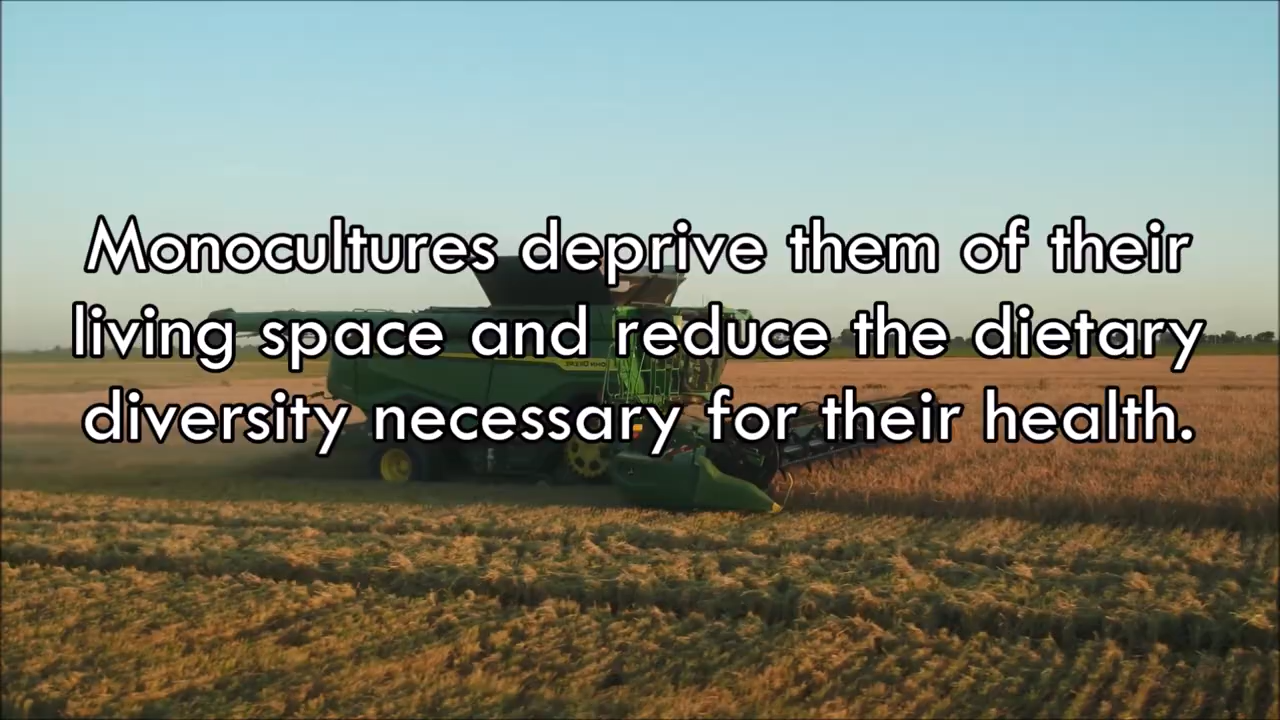 Monocultures deprive them of their
living space and reduce the dietary
diversity necessary for their health.